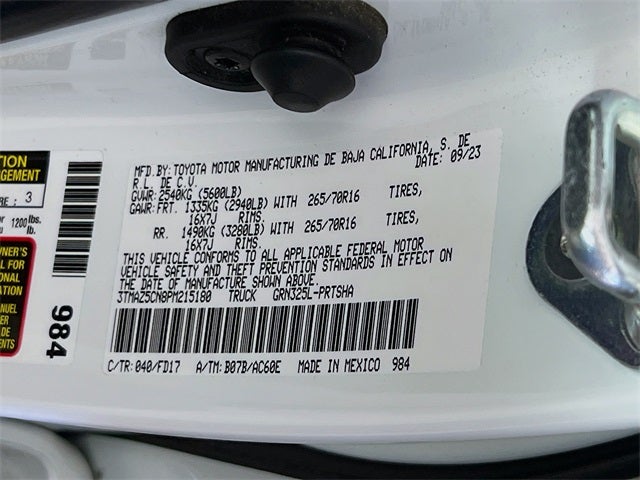 MFD.BY:TOYOTA MOTOR MANUFACTURING DE BAJA CALIFORNIA, S. DE
R.L. DE C.V. DATE: 09/23
GVWR: 2540KG (5600LB)
GAWR:FRT. 1335KG (2940LB) WITH 265/70R16 TIRES,
16X7J RIMS.
RR. 1490KG (3280LB) WITH 265/70R16 TIRES,
16X7J RIMS.
THIS VEHICLE CONFORMS TO ALL APPLICABLE FEDERAL MOTOR
VEHICLE SAFETY AND THEFT PREVENTION STANDARDS IN EFFECT ON
THE DATE OF MANUFACTURE SHOWN ABOVE.
3TMAZ5CN8PM215180 TRUCK GRN325L-PRTSHA
C/TR: 040/FD17 A/TM: B07B/AC60E MADE IN MEXICO 984
984
3
1200 lbs.